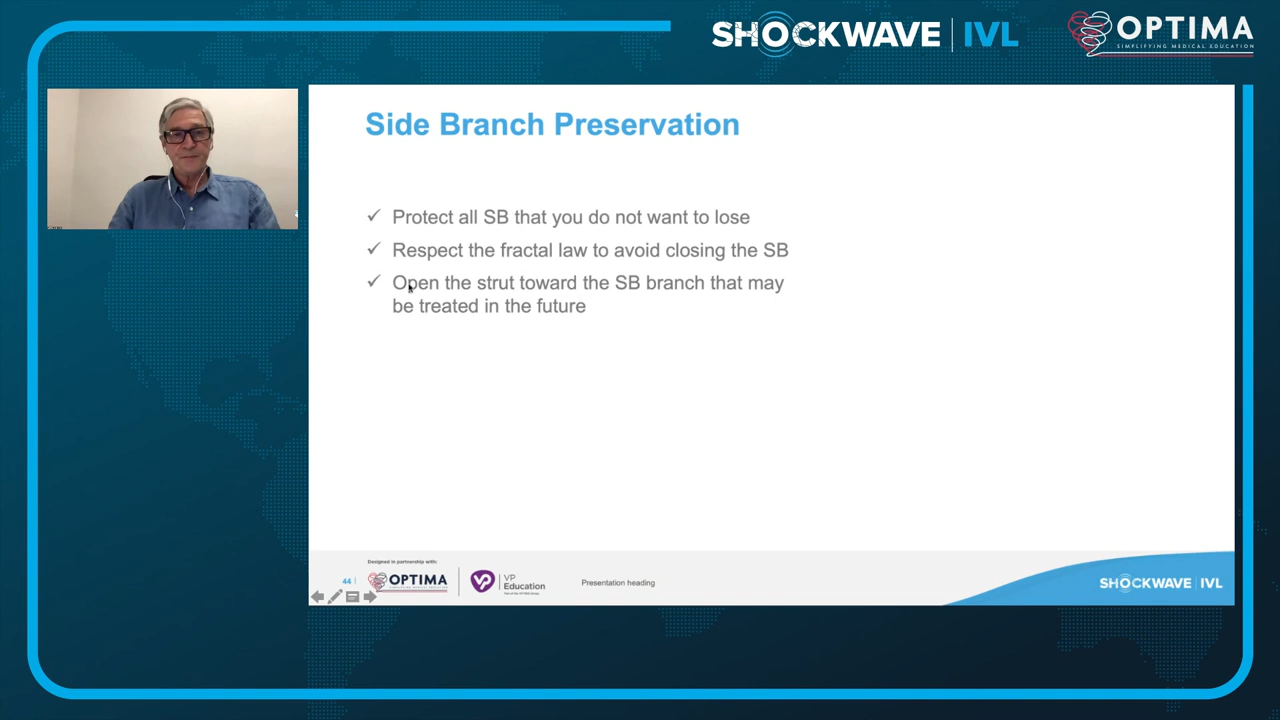 SHOCKWAVE | IVL
OPTIMA
SIMPLIFYING MEDICAL EDUCATION
Side Branch Preservation
✓ Protect all SB that you do not want to lose
✓ Respect the fractal law to avoid closing the SB
✓ Open the strut toward the SB branch that may
be treated in the future
Designed in partnership with:
44 |
OPTIMA
VP
Education
Presentation heading
SHOCKWAVE | IVL